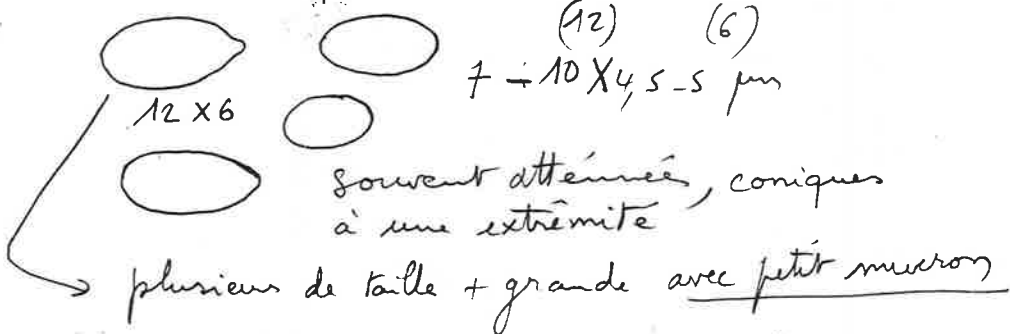 (12) (6)
7 - 10 X 4,5 - 5 µm
12 X 6
souvent atténuées, coniques
à une extrémité
plusieurs de taille + grande avec petit mucron